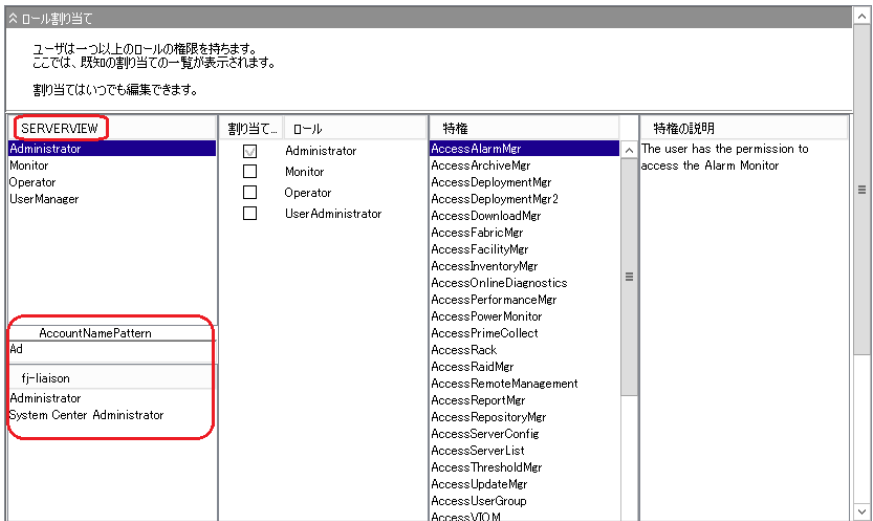 ロール割り当て
ユーザは一つ以上のロールの権限を持ちます。
ここでは、既知の割り当ての一覧が表示されます。
割り当てはいつでも編集できます。
SERVERVIEW
Administrator
Monitor
Operator
UserManager
AccountNamePattern
Ad
fj-liaison
Administrator
System Center Administrator
割り当て... ロール
Administrator
Monitor
Operator
UserAdministrator
特権
AccessAlarmMgr
AccessArchiveMgr
AccessDeploymentMgr
AccessDeploymentMgr2
AccessDownloadMgr
AccessFabricMgr
AccessFacilityMgr
AccessInventoryMgr
AccessOnlineDiagnostics
AccessPerformanceMgr
AccessPowerMonitor
AccessPrimeCollect
AccessRack
AccessRaidMgr
AccessRemoteManagement
AccessReportMgr
AccessRepositoryMgr
AccessServerConfig
AccessServerList
AccessThresholdMgr
AccessUpdateMgr
AccessUserGroup
AccessVIOM
特権の説明
The user has the permission to
access the Alarm Monitor